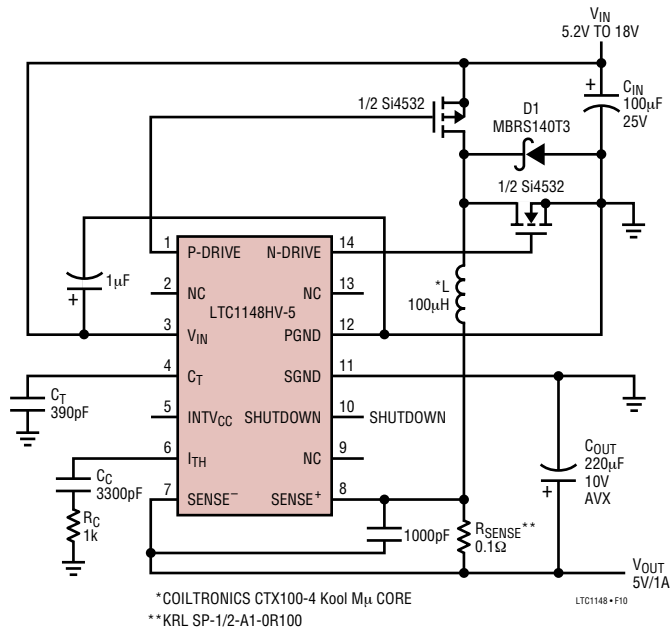 VIN
5.2V TO 18V
1/2 Si4532
+
CIN
100μF
25V
D1
MBRS140T3
1/2 Si4532
1μF
+
1
P-DRIVE
N-DRIVE
14
2
NC
NC
13
LTC1148HV-5
3
VIN
PGND
12
4
CT
SGND
11
5
INTVCC
SHUTDOWN
10
SHUTDOWN
6
ITH
NC
9
7
SENSE–
SENSE+
8
*L
100μH
CT
390pF
CC
3300pF
RC
1k
1000pF
RSENSE**
0.1Ω
COUT
220μF
10V
AVX
+
VOUT
5V/1A
*COILTRONICS CTX100-4 Kool Mμ CORE
**KRL SP-1/2-A1-0R100
LTC1148 • F10